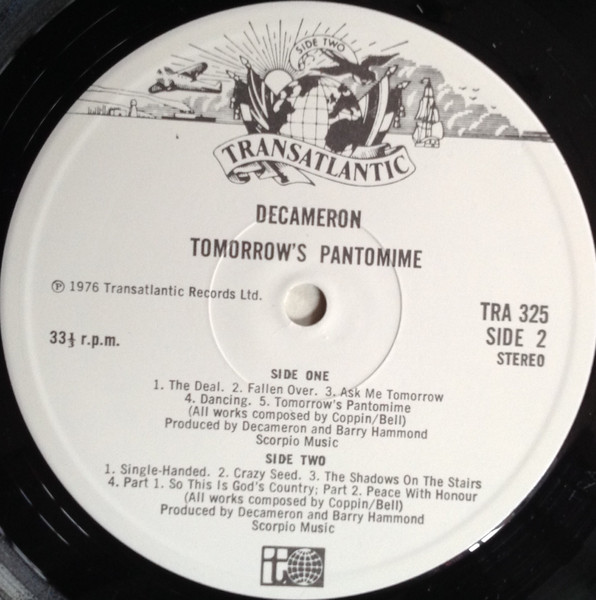 SIDE TWO
TRANSATLANTIC
DECAMERON
TOMORROW'S PANTOMIME
℗ 1976 Transatlantic Records Ltd.
33⅓ r.p.m.
TRA 325
SIDE 2
STEREO
SIDE ONE
1. The Deal. 2. Fallen Over. 3. Ask Me Tomorrow
4. Dancing. 5. Tomorrow's Pantomime
(All works composed by Coppin/Bell)
Produced by Decameron and Barry Hammond
Scorpio Music
SIDE TWO
1. Single-Handed. 2. Crazy Seed. 3. The Shadows On The Stairs
4. Part 1. So This Is God's Country; Part 2. Peace With Honour
(All works composed by Coppin/Bell)
Produced by Decameron and Barry Hammond
Scorpio Music
t